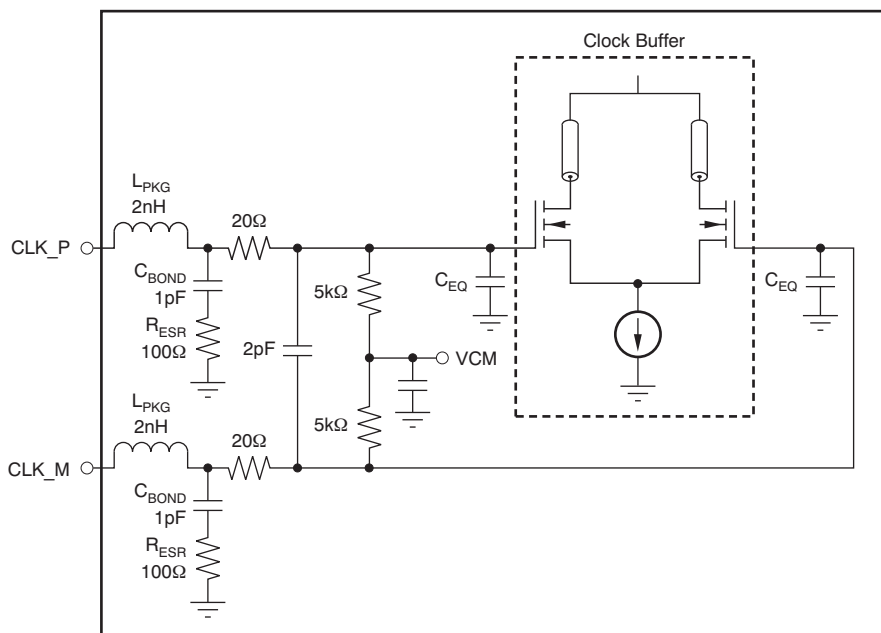 Clock Buffer
L_PKG
2nH
20Ω
CLK_P
C_BOND
1pF
R_ESR
100Ω
5kΩ
2pF
C_EQ
C_EQ
VCM
5kΩ
L_PKG
2nH
20Ω
CLK_M
C_BOND
1pF
R_ESR
100Ω